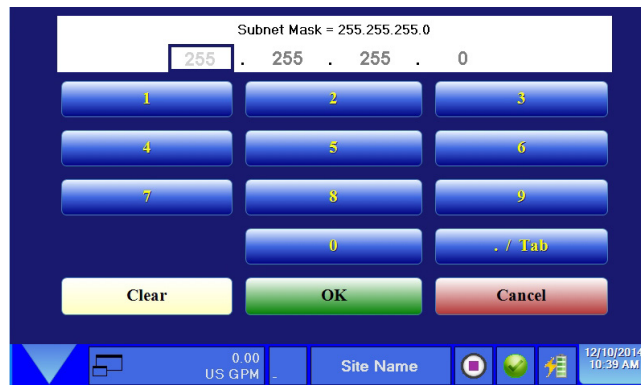 Subnet Mask = 255.255.255.0
255 . 255 . 255 . 0
1 2 3
4 5 6
7 8 9
0 . / Tab
Clear OK Cancel
0.00
US GPM _ Site Name
12/10/2014
10:39 AM